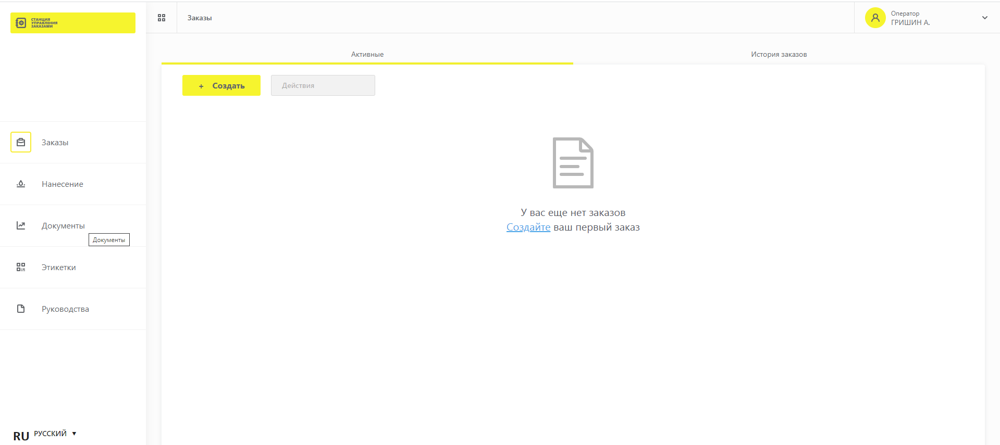 СТАНЦИЯ
УПРАВЛЕНИЯ
ЗАКАЗАМИ
Заказы
Оператор
ГРИШИН А.
Активные
История заказов
+ Создать
Действия
Заказы
Нанесение
Документы
Документы
Этикетки
Руководства
У вас еще нет заказов
Создайте ваш первый заказ
RU РУССКИЙ ▼